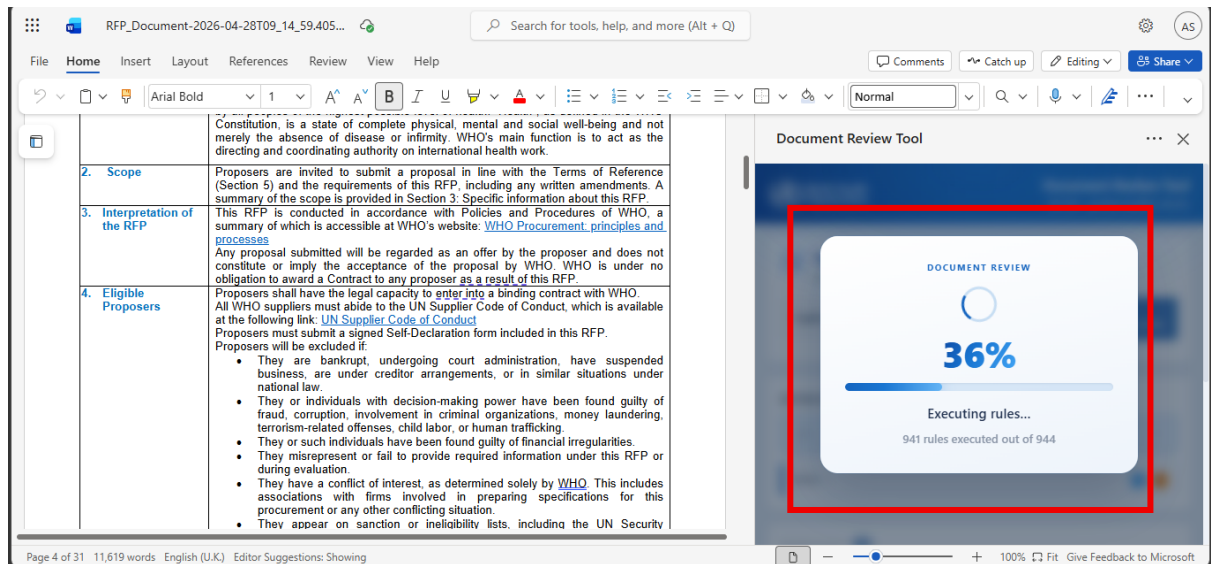 RFP_Document-2026-04-28T09_14_59.405...
Search for tools, help, and more (Alt + Q)
AS
File Home Insert Layout References Review View Help
Comments Catch up Editing Share
Arial Bold 1 A^ A˅ B I U A Normal
Constitution, is a state of complete physical, mental and social well-being and not
merely the absence of disease or infirmity. WHO's main function is to act as the
directing and coordinating authority on international health work.
2. Scope
Proposers are invited to submit a proposal in line with the Terms of Reference
(Section 5) and the requirements of this RFP, including any written amendments. A
summary of the scope is provided in Section 3: Specific information about this RFP.
3. Interpretation of
the RFP
This RFP is conducted in accordance with Policies and Procedures of WHO, a
summary of which is accessible at WHO's website: WHO Procurement: principles and
processes
Any proposal submitted will be regarded as an offer by the proposer and does not
constitute or imply the acceptance of the proposal by WHO. WHO is under no
obligation to award a Contract to any proposer as a result of this RFP.
4. Eligible
Proposers
Proposers shall have the legal capacity to enter into a binding contract with WHO.
All WHO suppliers must abide to the UN Supplier Code of Conduct, which is available
at the following link: UN Supplier Code of Conduct
Proposers must submit a signed Self-Declaration form included in this RFP.
Proposers will be excluded if:
• They are bankrupt, undergoing court administration, have suspended
business, are under creditor arrangements, or in similar situations under
national law.
• They or individuals with decision-making power have been found guilty of
fraud, corruption, involvement in criminal organizations, money laundering,
terrorism-related offenses, child labor, or human trafficking.
• They or such individuals have been found guilty of financial irregularities.
• They misrepresent or fail to provide required information under this RFP or
during evaluation.
• They have a conflict of interest, as determined solely by WHO. This includes
associations with firms involved in preparing specifications for this
procurement or any other conflicting situation.
• They appear on sanction or ineligibility lists, including the UN Security
Document Review Tool
DOCUMENT REVIEW
36%
Executing rules...
941 rules executed out of 944
Page 4 of 31 11,619 words English (U.K.) Editor Suggestions: Showing
100% Fit Give Feedback to Microsoft